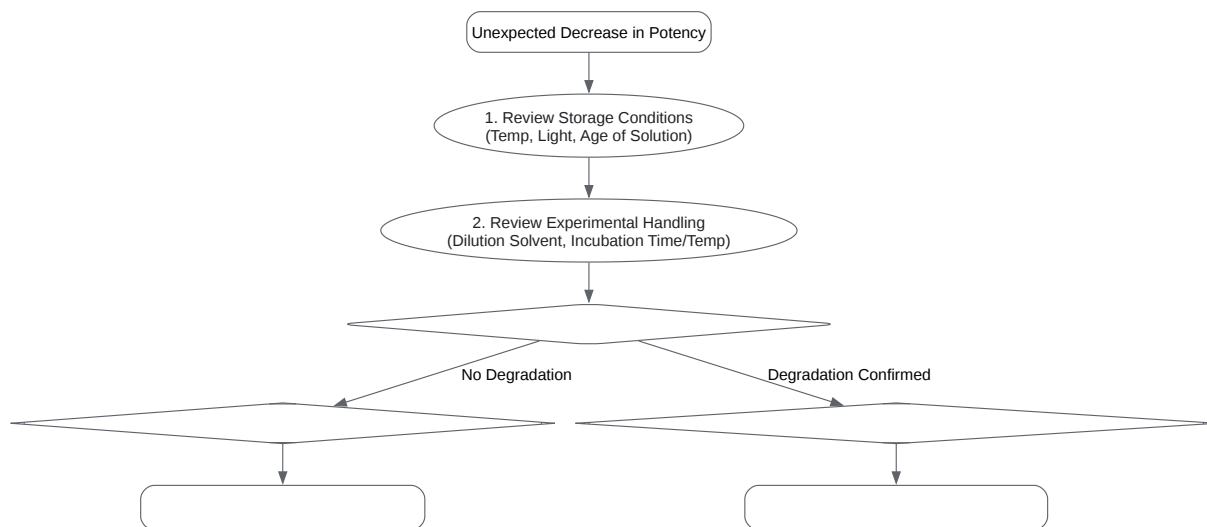 Unexpected Decrease in Potency
1. Review Storage Conditions
(Temp, Light, Age of Solution)
2. Review Experimental Handling
(Dilution Solvent, Incubation Time/Temp)
No Degradation
Degradation Confirmed